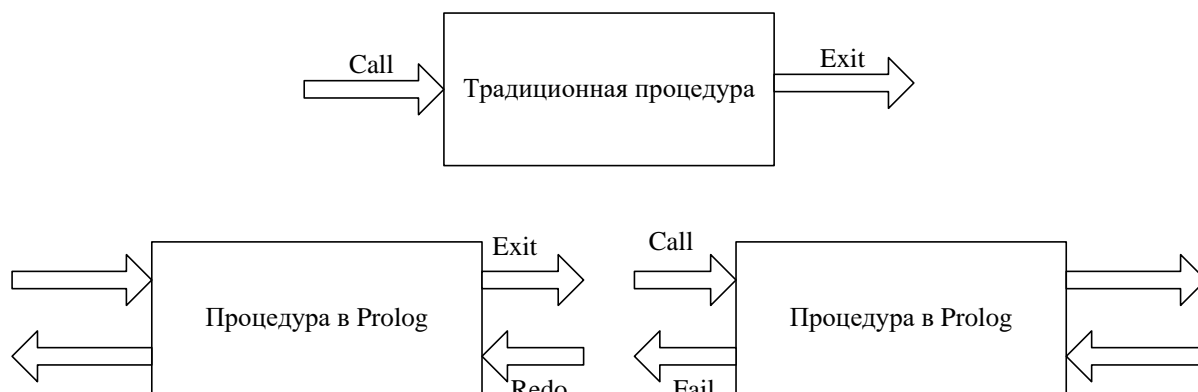 Call
Exit
Традиционная процедура
Exit
Call
Процедура в Prolog
Процедура в Prolog
Redo
Fail